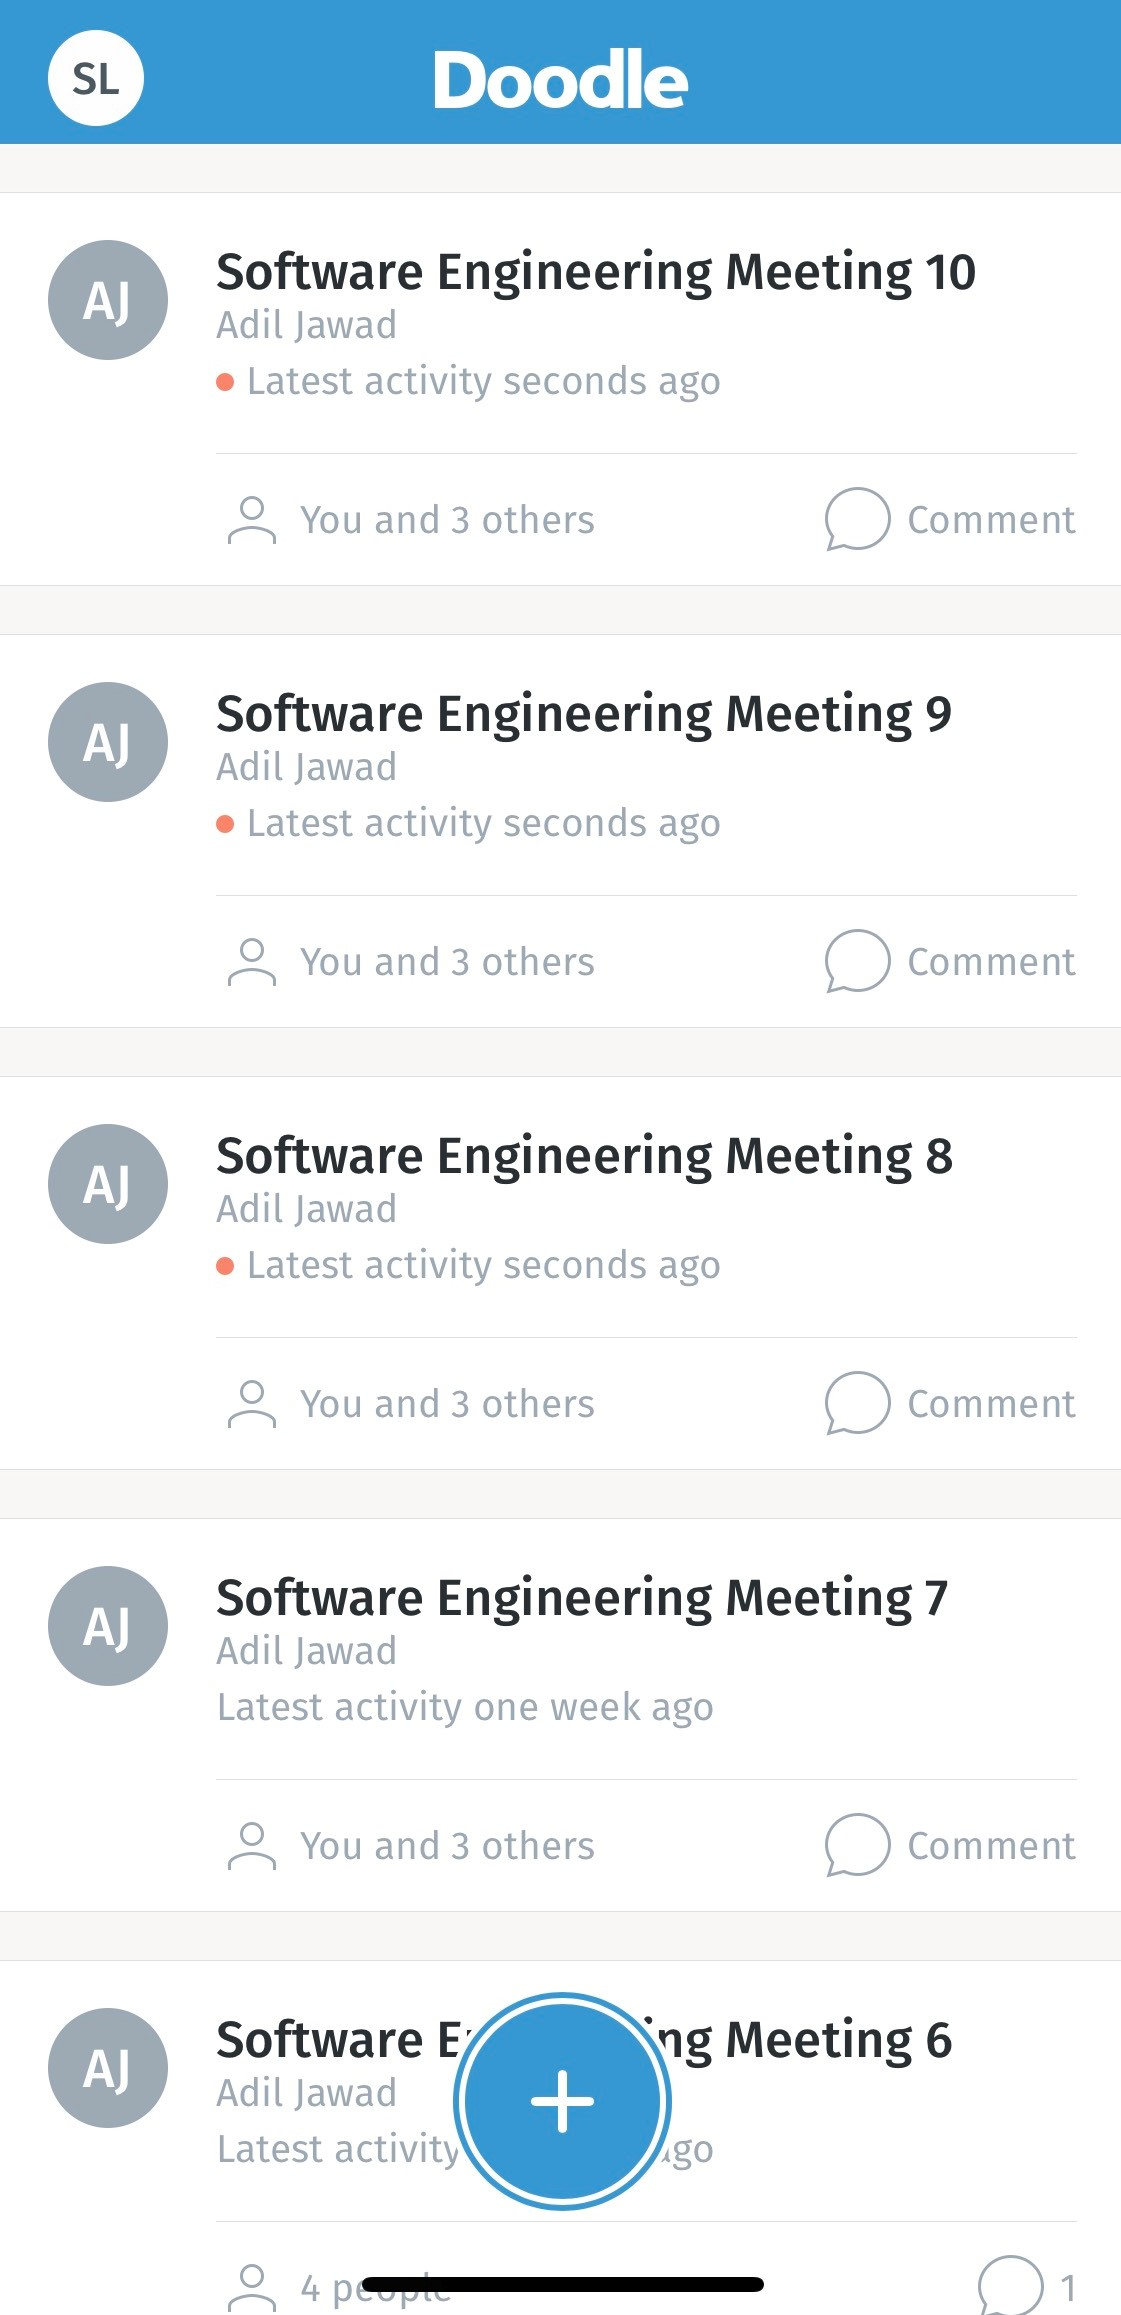 SL
Doodle
AJ
Software Engineering Meeting 10
Adil Jawad
Latest activity seconds ago
You and 3 others
Comment
AJ
Software Engineering Meeting 9
Adil Jawad
Latest activity seconds ago
You and 3 others
Comment
AJ
Software Engineering Meeting 8
Adil Jawad
Latest activity seconds ago
You and 3 others
Comment
AJ
Software Engineering Meeting 7
Adil Jawad
Latest activity one week ago
You and 3 others
Comment
AJ
Software Meeting 6
Adil Jawad
Latest activity ago
4 people
1